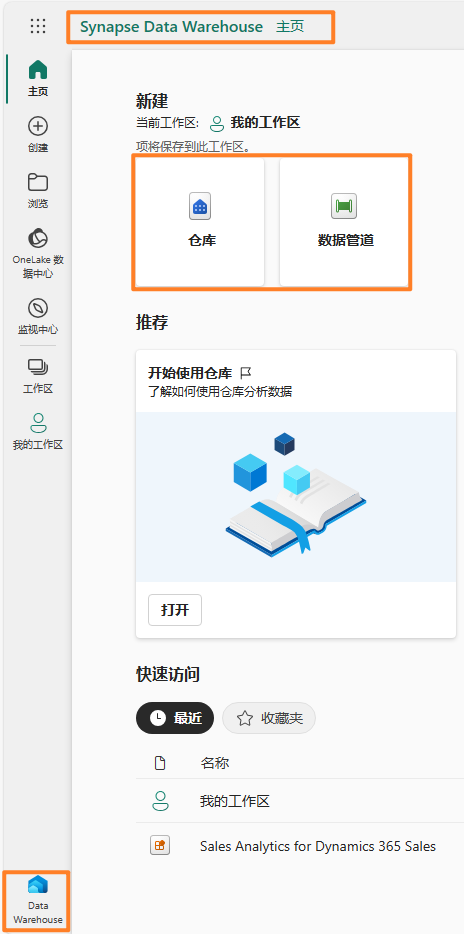 Synapse Data Warehouse 主页
主页
创建
浏览
OneLake 数
据中心
监视中心
工作区
我的工作区
Data
Warehouse
新建
当前工作区: 我的工作区
项将保存到此工作区。
仓库 数据管道
推荐
开始使用仓库
了解如何使用仓库分析数据
打开
快速访问
最近 收藏夹
名称
我的工作区
Sales Analytics for Dynamics 365 Sales